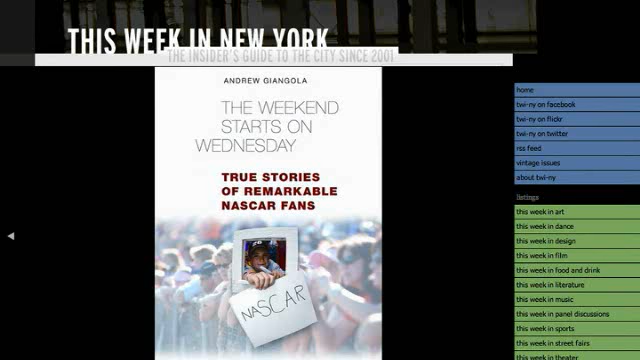 THIS WEEK IN NEW YORK
THE INSIDER'S GUIDE TO THE CITY SINCE 2001
ANDREW GIANGOLA
THE WEEKEND
STARTS ON
WEDNESDAY
TRUE STORIES
OF REMARKABLE
NASCAR FANS
NASCAR
home
twi-ny on facebook
twi-ny on flickr
twi-ny on twitter
rss feed
vintage issues
about twi-ny
listings
this week in art
this week in dance
this week in design
this week in film
this week in food and drink
this week in literature
this week in music
this week in panel discussions
this week in sports
this week in street fairs
this week in theater